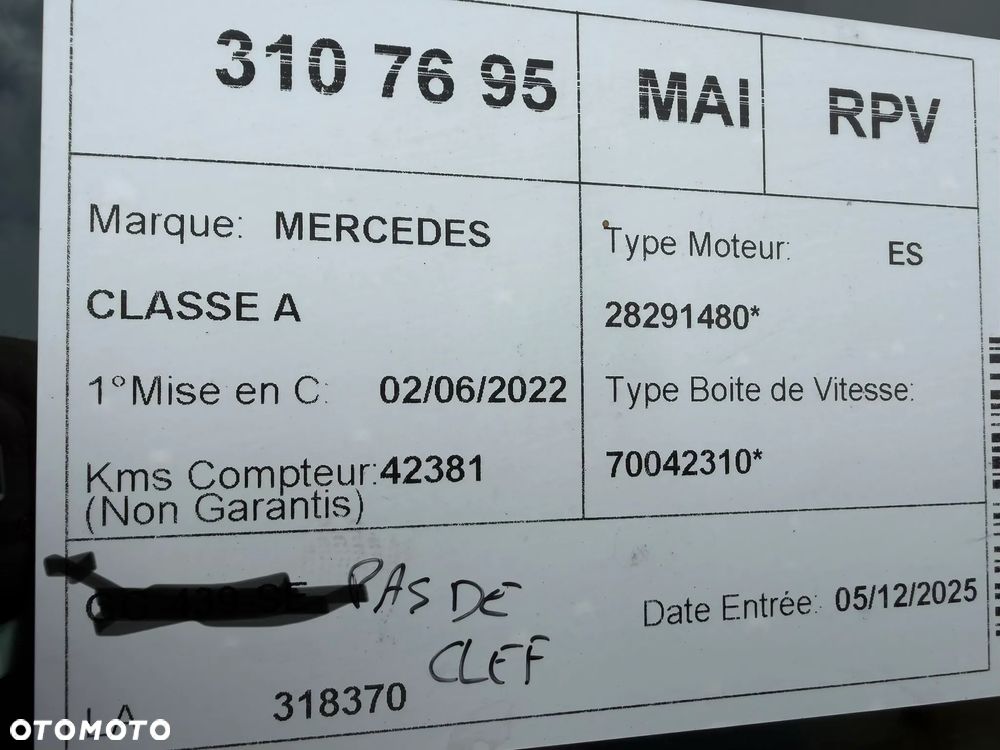 310 76 95 MAI RPV
Marque: MERCEDES
CLASSE A
1°Mise en C: 02/06/2022
Kms Compteur:42381
(Non Garantis)
Type Moteur: ES
28291480*
Type Boite de Vitesse:
70042310*
PAS DE
CLEF
Date Entrée: 05/12/2025
LA 318370
OTOMOTO